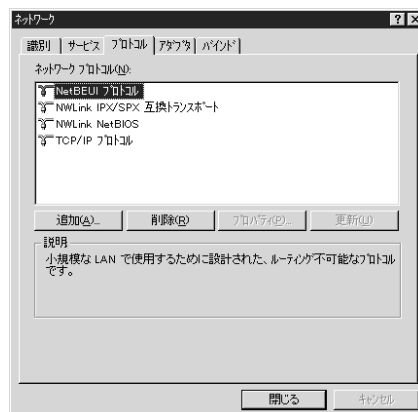 ネットワーク
識別 サービス プロトコル アダプタ バインド
ネットワーク プロトコル(N):
NetBEUI プロトコル
NWLink IPX/SPX 互換トランスポート
NWLink NetBIOS
TCP/IP プロトコル
追加(A)... 削除(R) プロパティ(P)... 更新(U)
説明
小規模な LAN で使用するために設計された、ルーティング不可能なプロトコル
です。
閉じる キャンセル